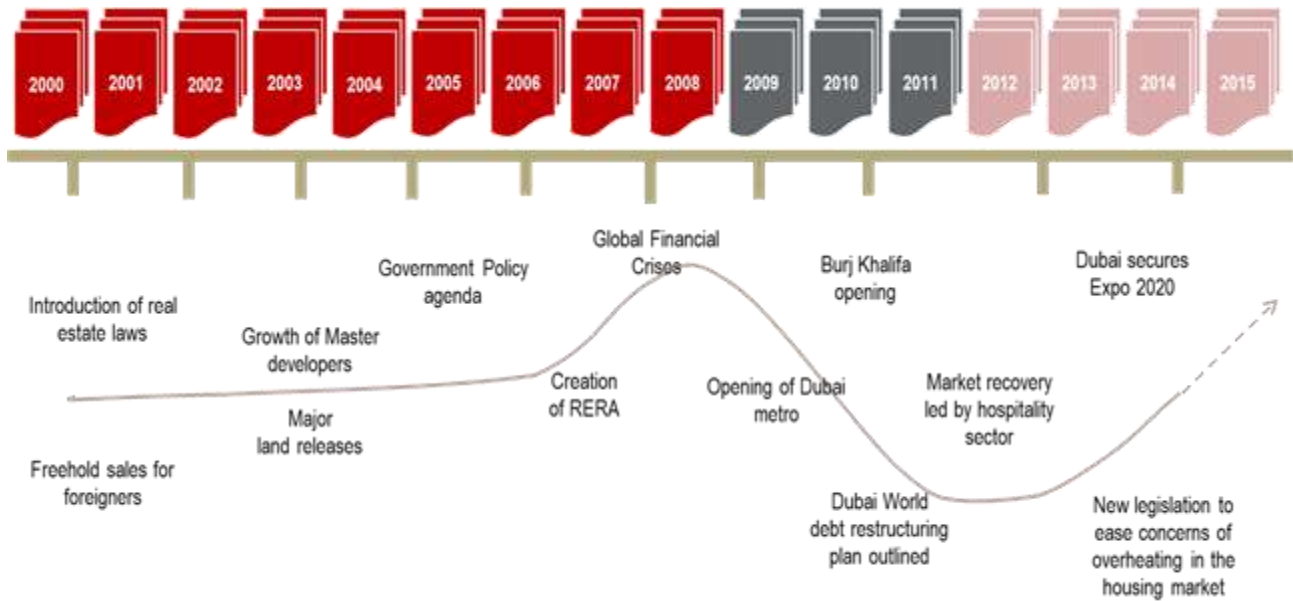 2000
2001
2002
2003
2004
2005
2006
2007
2008
2009
2010
2011
2012
2013
2014
2015
Introduction of real
estate laws
Freehold sales for
foreigners
Growth of Master
developers
Major
land releases
Government Policy
agenda
Creation
of RERA
Global Financial
Crises
Opening of Dubai
metro
Burj Khalifa
opening
Dubai World
debt restructuring
plan outlined
Market recovery
led by hospitality
sector
Dubai secures
Expo 2020
New legislation to
ease concerns of
overheating in the
housing market